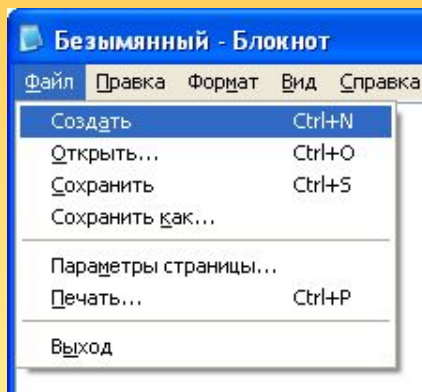 Безымянный - Блокнот
Файл Правка Формат Вид Справка
Создать Ctrl+N
Открыть... Ctrl+O
Сохранить Ctrl+S
Сохранить как...
Параметры страницы...
Печать... Ctrl+P
Выход